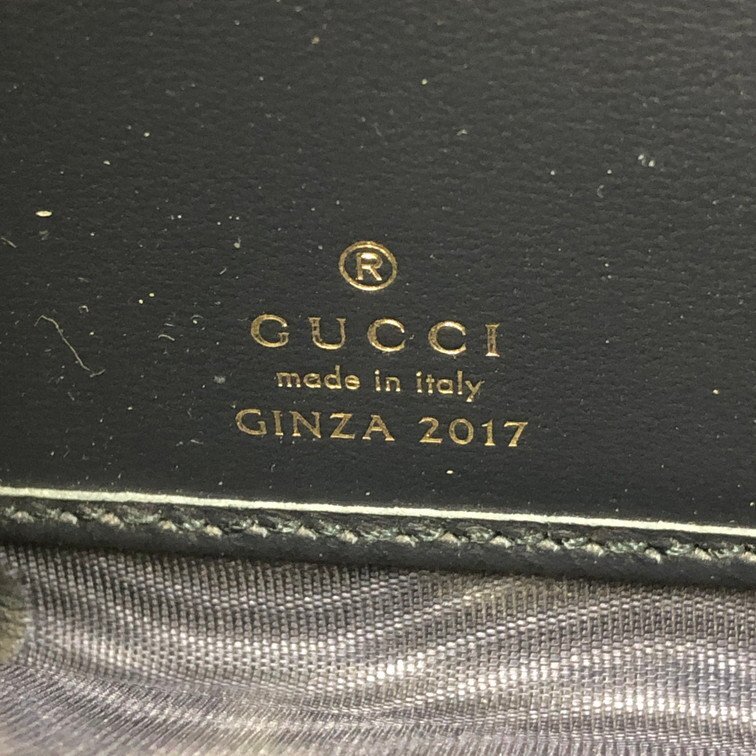 ®
GUCCI
made in italy
GINZA 2017